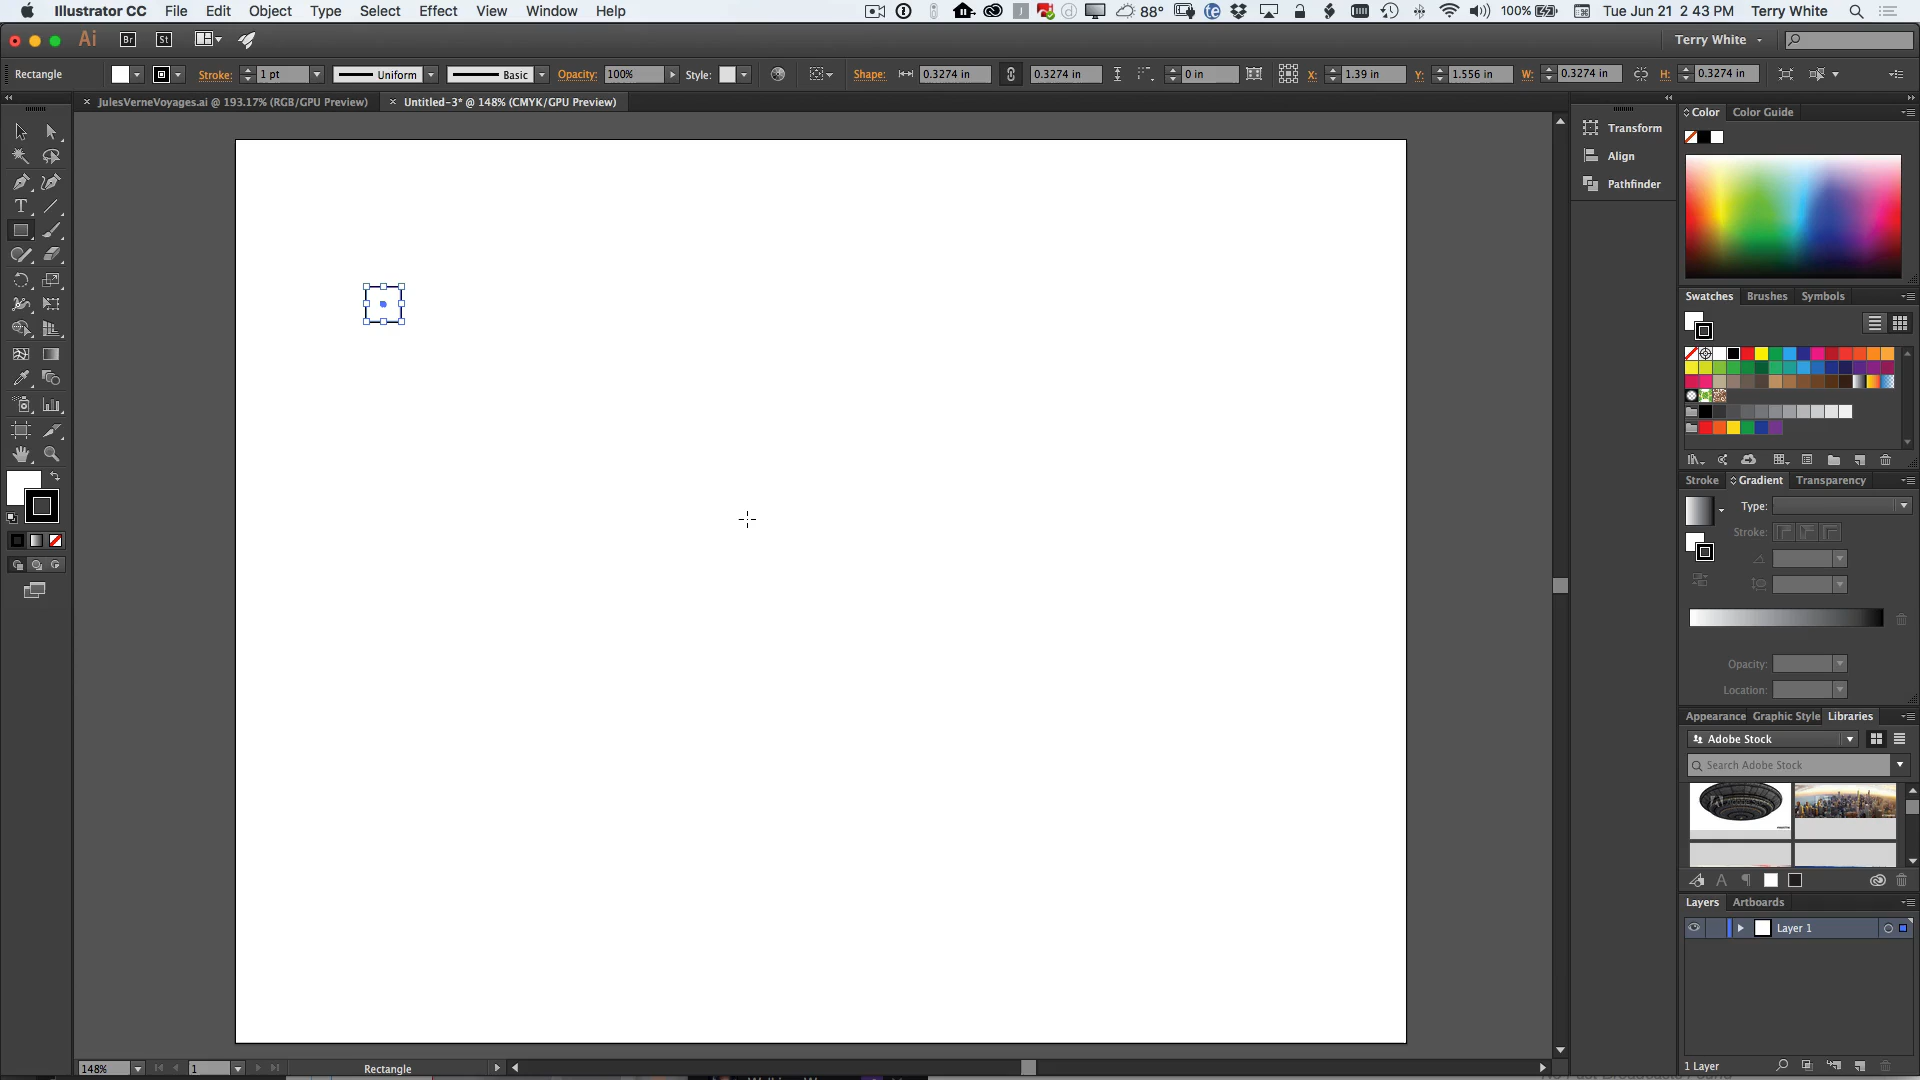 Illustrator CC File Edit Object Type Select Effect View Window Help 88° 100% Tue Jun 21 2:43 PM Terry White
Ai Br St Terry White
Rectangle Stroke: 1 pt Uniform Basic Opacity: 100% Style: Shape: 0.3274 in 0.3274 in 0 in X: 1.39 in Y: 1.556 in W: 0.3274 in H: 0.3274 in
JulesVerneVoyages.ai @ 193.17% (RGB/GPU Preview) Untitled-3* @ 148% (CMYK/GPU Preview)
Color Color Guide
Transform
Align
Pathfinder
Swatches Brushes Symbols
Stroke Gradient Transparency
Type:
Stroke:
Opacity:
Location:
Appearance Graphic Style Libraries
Adobe Stock
Search Adobe Stock
Layers Artboards
Layer 1
1 Layer
148% 1 Rectangle